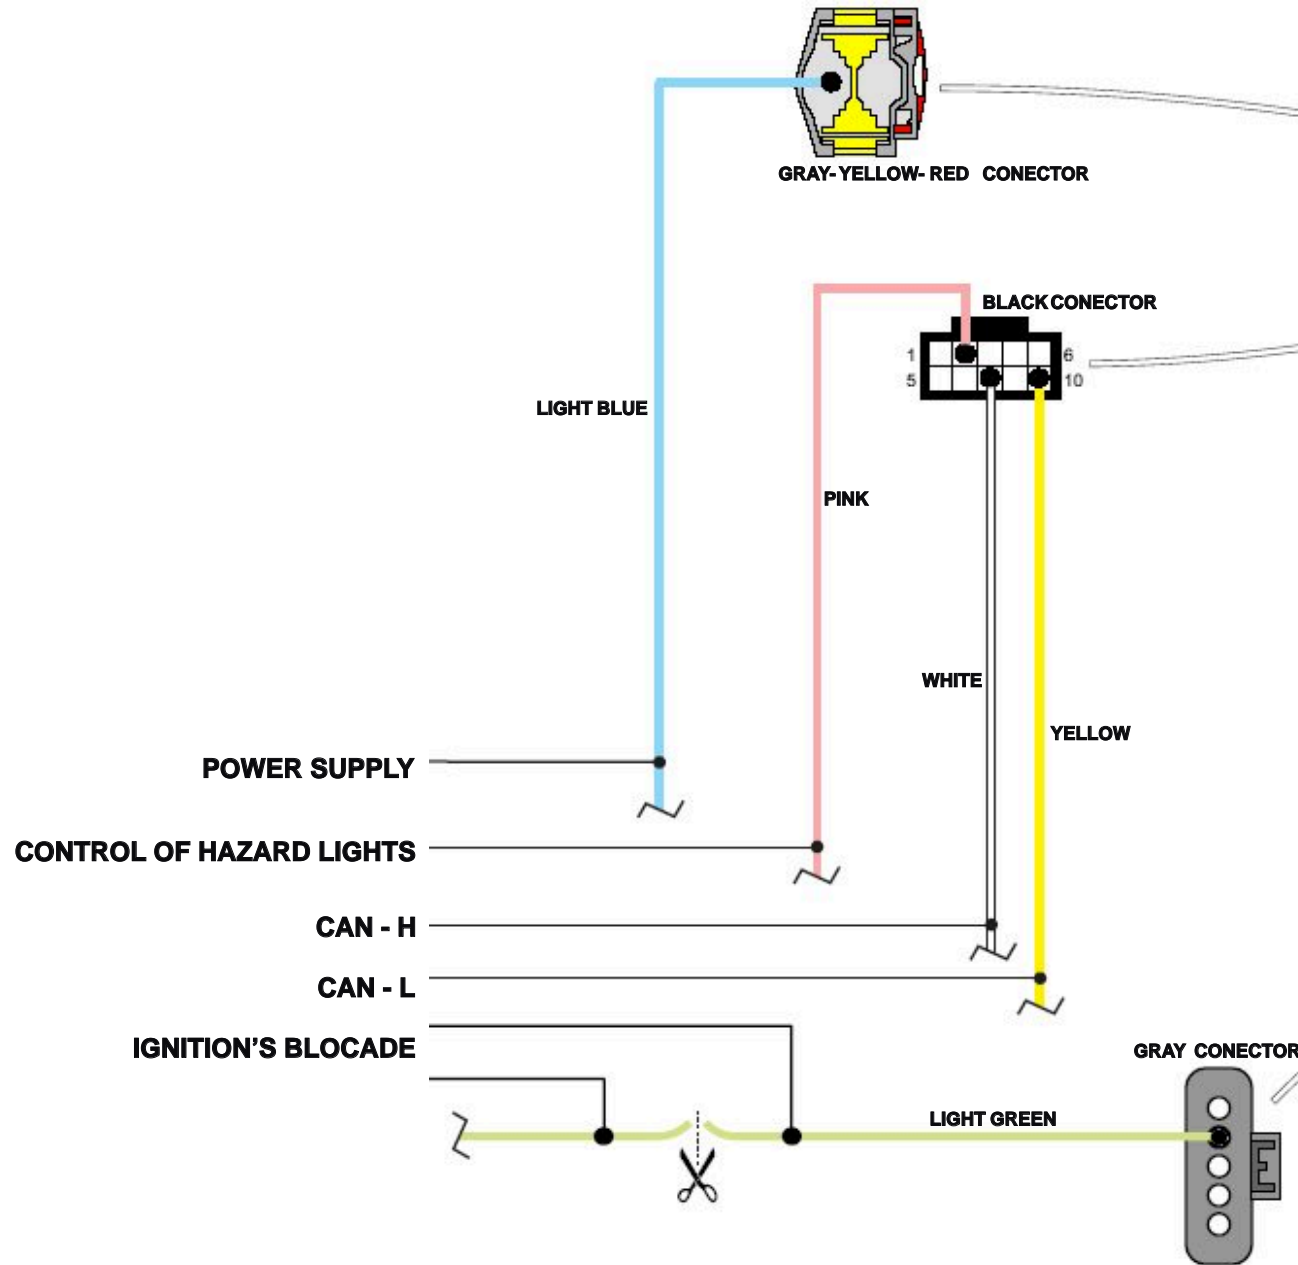 GRAY-YELLOW-RED CONECTOR
BLACK CONECTOR
1
6
5
10
LIGHT BLUE
PINK
WHITE
YELLOW
POWER SUPPLY
CONTROL OF HAZARD LIGHTS
CAN - H
CAN - L
IGNITION'S BLOCADE
GRAY CONECTOR
LIGHT GREEN